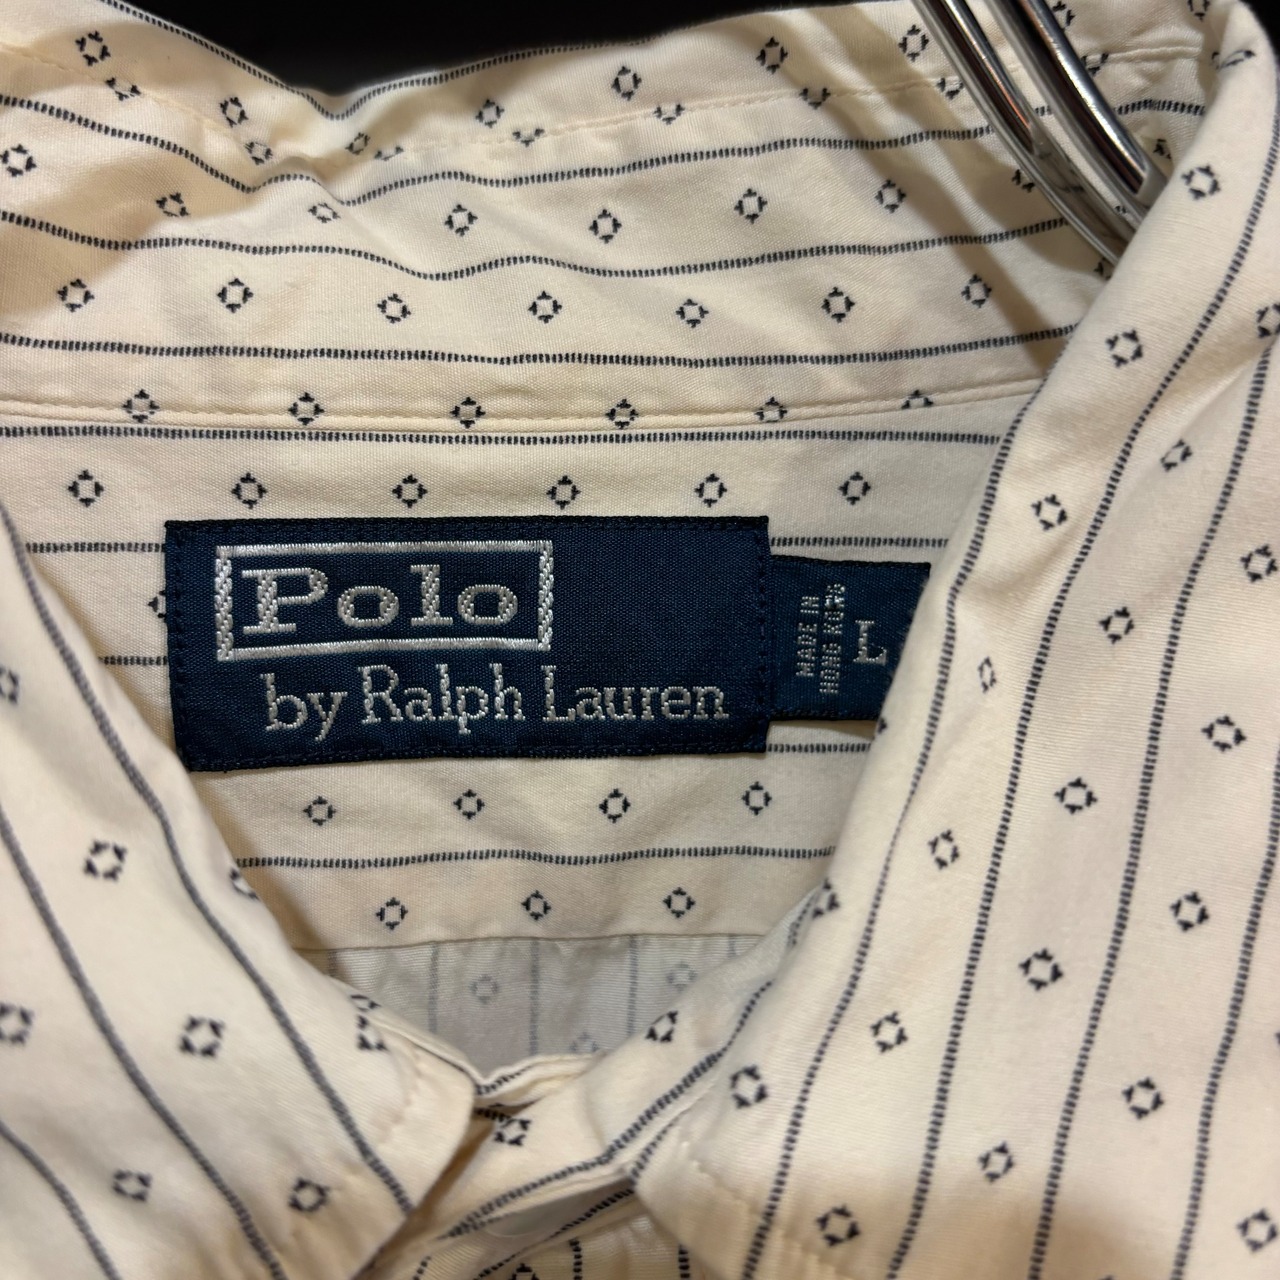 Polo
by Ralph Lauren
MADE IN
HONG KONG
L